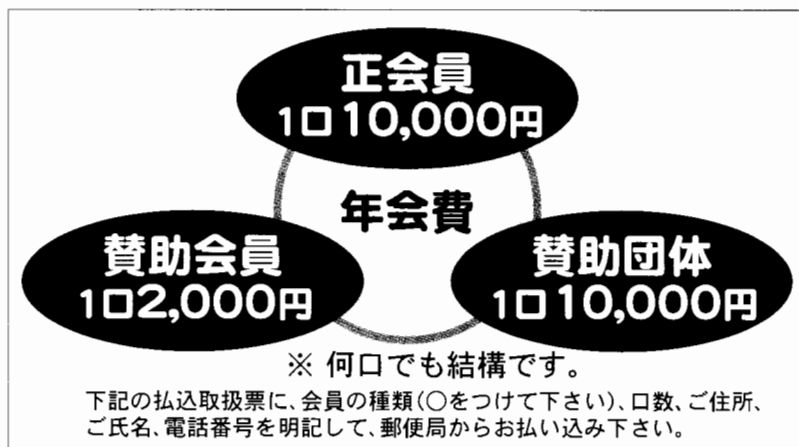 正会員
1口10,000円
年会費
賛助会員
1口2,000円
賛助団体
1口10,000円
※ 何口でも結構です。
下記の払込取扱票に、会員の種類(○をつけて下さい)、口数、ご住所、
ご氏名、電話番号を明記して、郵便局からお払い込み下さい。